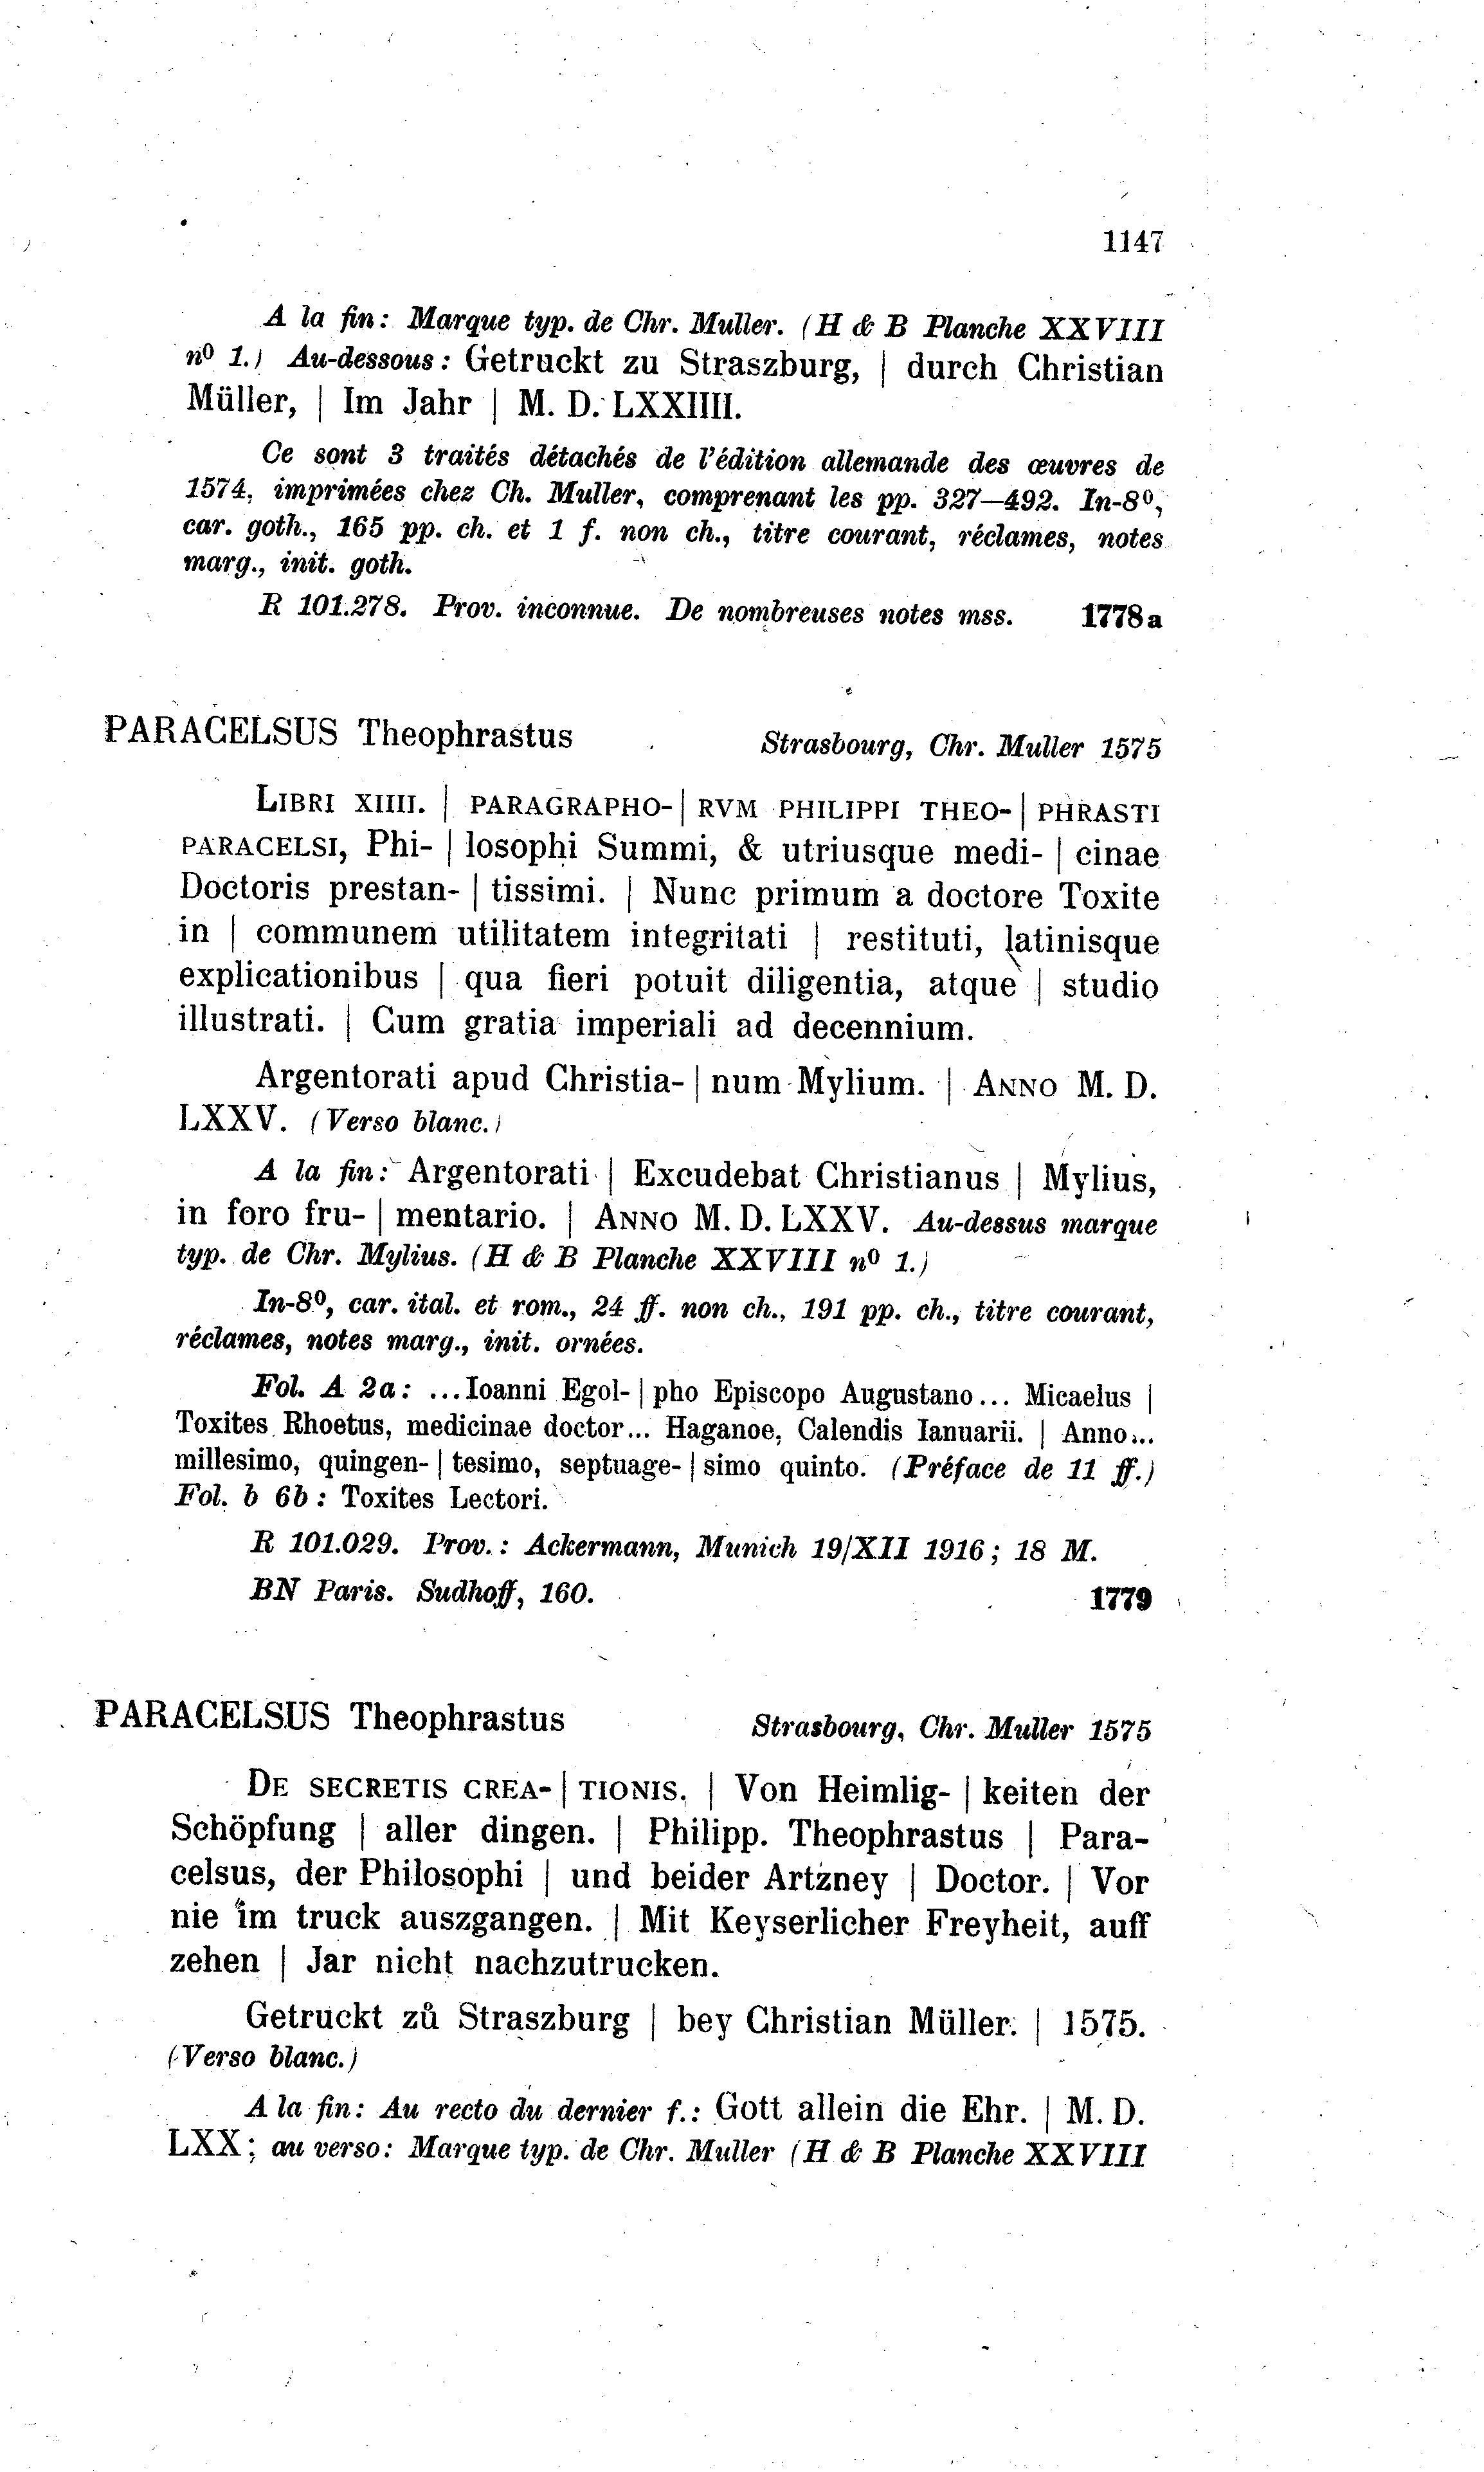 1147
A la fin: Marque typ. de Chr. Muller. (H & B Planche XXVIII
nº 1.) Au-dessous: Getruckt zu Straszburg, | durch Christian
Müller, | Im Jahr | M. D. LXXIIII.
Ce sont 3 traités détachés de l'édition allemande des œuvres de
1574, imprimées chez Ch. Muller, comprenant les pp. 327—492. In-8º,
car. goth., 165 pp. ch. et 1 f. non ch., titre courant, réclames, notes
marg., init. goth.
R 101.278. Prov. inconnue. De nombreuses notes mss. 1778a
PARACELSUS Theophrastus Strasbourg, Chr. Muller 1575
LIBRI XIIII. | PARAGRAPHO- | RVM PHILIPPI THEO- | PHRASTI
PARACELSI, Phi- | losophi Summi, & utriusque medi- | cinae
Doctoris prestan- | tissimi. | Nunc primum a doctore Toxite
in | communem utilitatem integritati | restituti, latinisque
explicationibus | qua fieri potuit diligentia, atque | studio
illustrati. | Cum gratia imperiali ad decennium.
Argentorati apud Christia- | num Mylium. | ANNO M. D.
LXXV. (Verso blanc.)
A la fin: Argentorati | Excudebat Christianus | Mylius,
in foro fru- | mentario. | ANNO M. D. LXXV. Au-dessus marque
typ. de Chr. Mylius. (H & B Planche XXVIII nº 1.)
In-8º, car. ital. et rom., 24 ff. non ch., 191 pp. ch., titre courant,
réclames, notes marg., init. ornées.
Fol. A 2a: ...Ioanni Egol- | pho Episcopo Augustano... Micaelus |
Toxites Rhoetus, medicinae doctor... Haganoe, Calendis Ianuarii. | Anno...
millesimo, quingen- | tesimo, septuage- | simo quinto. (Préface de 11 ff.)
Fol. b 6b: Toxites Lectori.
R 101.029. Prov.: Ackermann, Munich 19/XII 1916; 18 M.
BN Paris. Sudhoff, 160. 1779
PARACELSUS Theophrastus Strasbourg, Chr. Muller 1575
DE SECRETIS CREA- | TIONIS. | Von Heimlig- | keiten der
Schöpfung | aller dingen. | Philipp. Theophrastus | Para-
celsus, der Philosophi | und beider Artzney | Doctor. | Vor
nie im truck auszgangen. | Mit Keyserlicher Freyheit, auff
zehen | Jar nicht nachzutrucken.
Getruckt zů Straszburg | bey Christian Müller. | 1575.
(Verso blanc.)
A la fin: Au recto du dernier f.: Gott allein die Ehr. | M. D.
LXX; au verso: Marque typ. de Chr. Muller (H & B Planche XXVIII